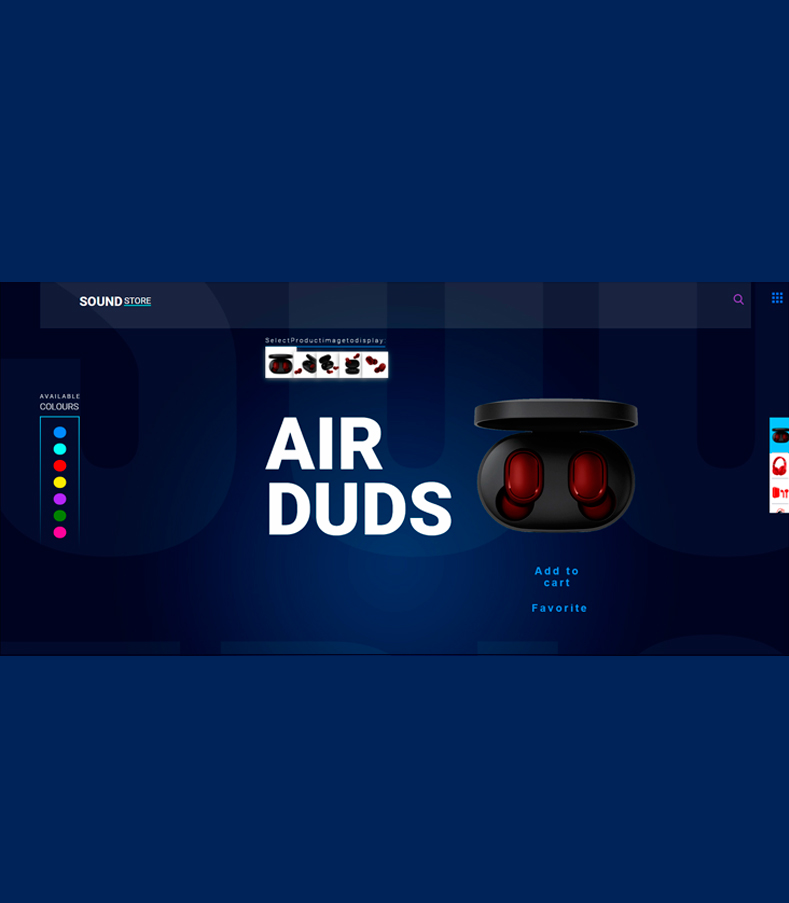 SOUND STORE
SelectProductimagetodisplay:
AVAILABLE
COLOURS
AIR
DUDS
Add to
cart
Favorite